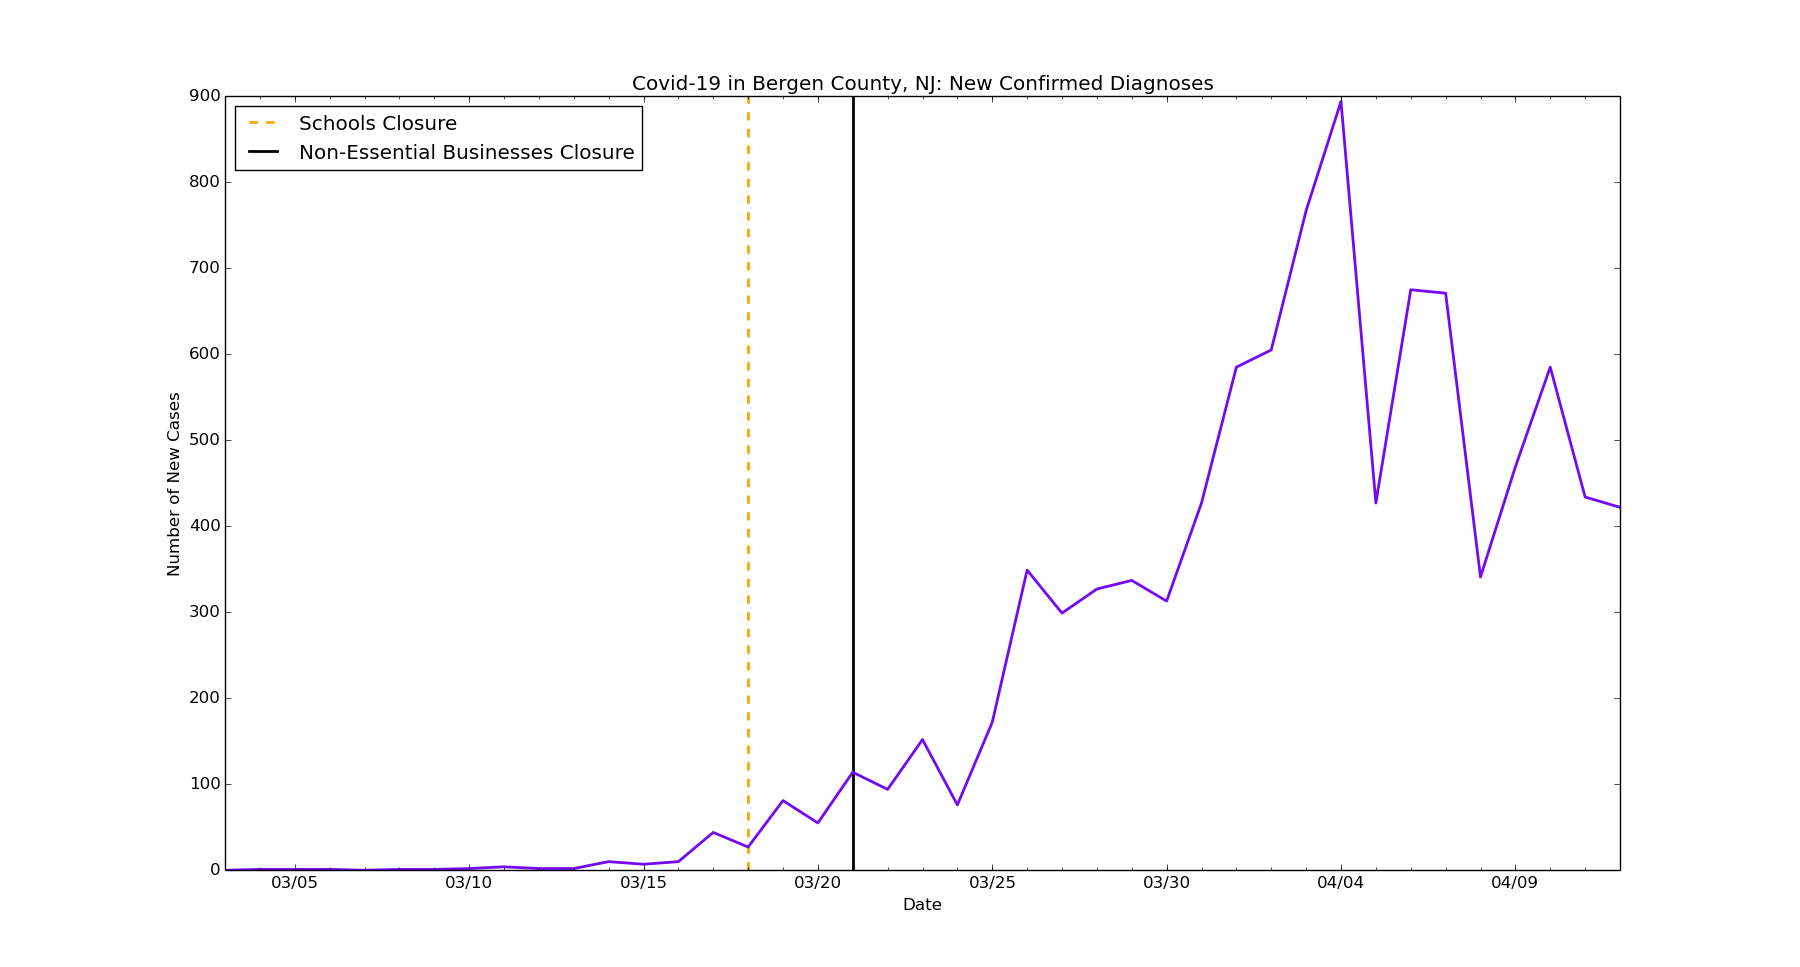 Covid-19 in Bergen County, NJ: New Confirmed Diagnoses
Schools Closure
Non-Essential Businesses Closure
Number of New Cases
900
800
700
600
500
400
300
200
100
0
03/05 03/10 03/15 03/20 03/25 03/30 04/04 04/09
Date